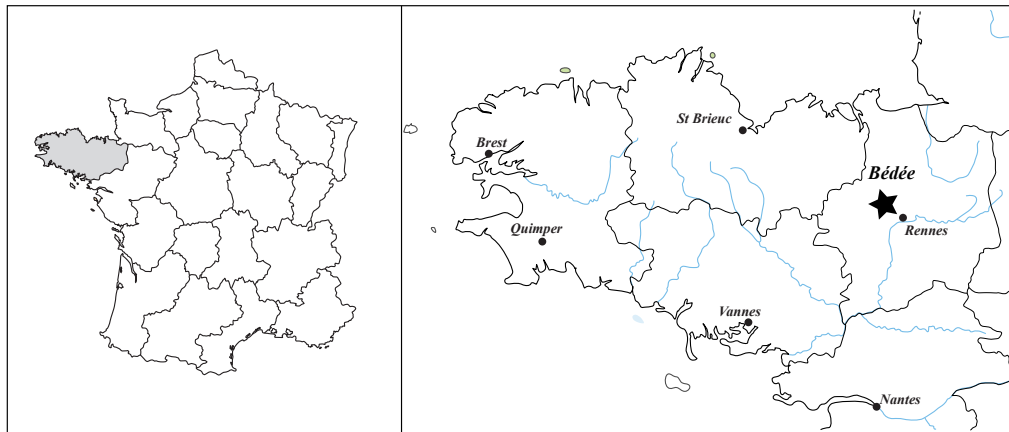 St Brieuc
Brest
Bédée
Rennes
Quimper
Vannes
Nantes